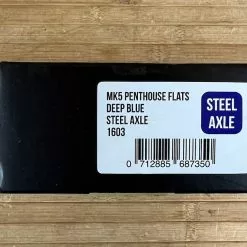 MK5 PENTHOUSE FLATS
DEEP BLUE
STEEL AXLE
1603
STEEL
AXLE
0 712885 687350